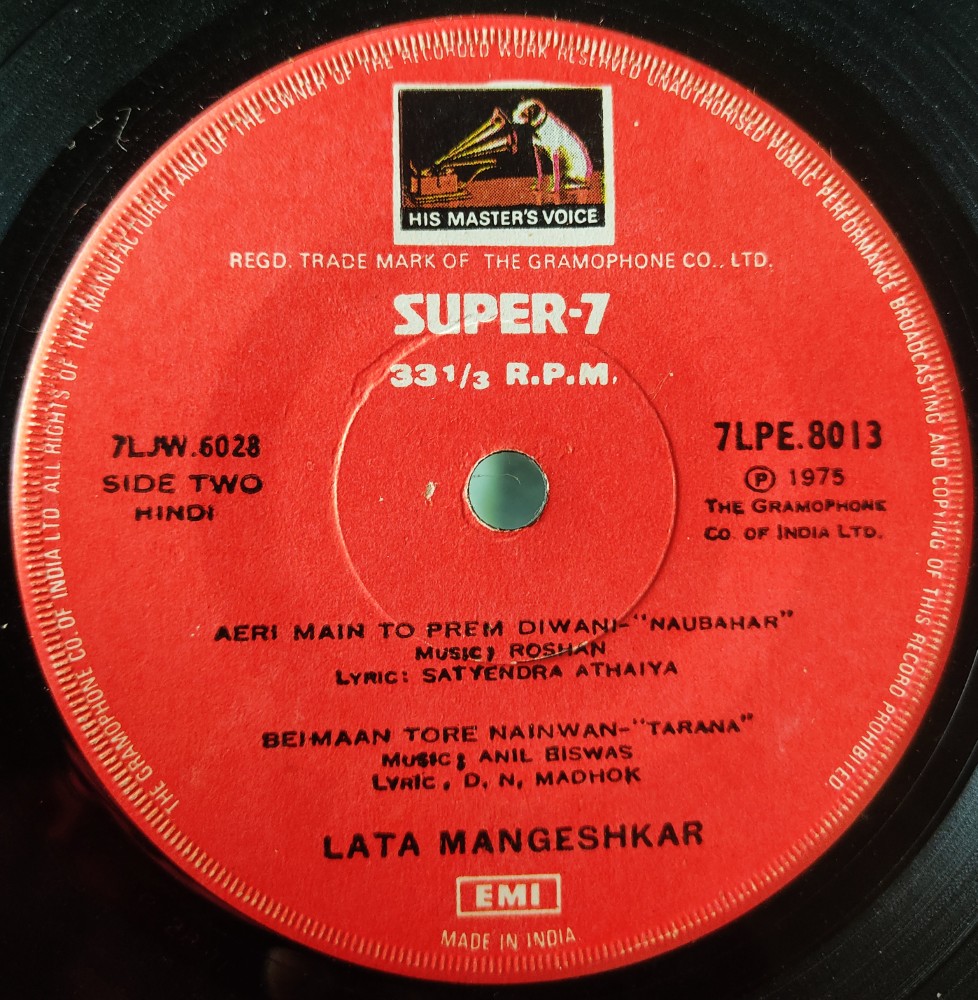 THE GRAMOPHONE CO. OF INDIA LTD ALL RIGHTS OF THE MANUFACTURER AND OF THE OWNER OF THE RECORDED WORK RESERVED UNAUTHORISED PUBLIC PERFORMANCE BROADCASTING AND COPYING OF THIS RECORD PROHIBITED
HIS MASTER'S VOICE
REGD. TRADE MARK OF THE GRAMOPHONE CO., LTD.
SUPER-7
33 1/3 R.P.M.
7LJW.6028
SIDE TWO
HINDI
7LPE.8013
℗ 1975
THE GRAMOPHONE
CO. OF INDIA LTD.
AERI MAIN TO PREM DIWANI-"NAUBAHAR"
MUSIC; ROSHAN
LYRIC: SATYENDRA ATHAIYA
BEIMAAN TORE NAINWAN-"TARANA"
MUSIC; ANIL BISWAS
LYRIC, D, N, MADHOK
LATA MANGESHKAR
EMI
MADE IN INDIA